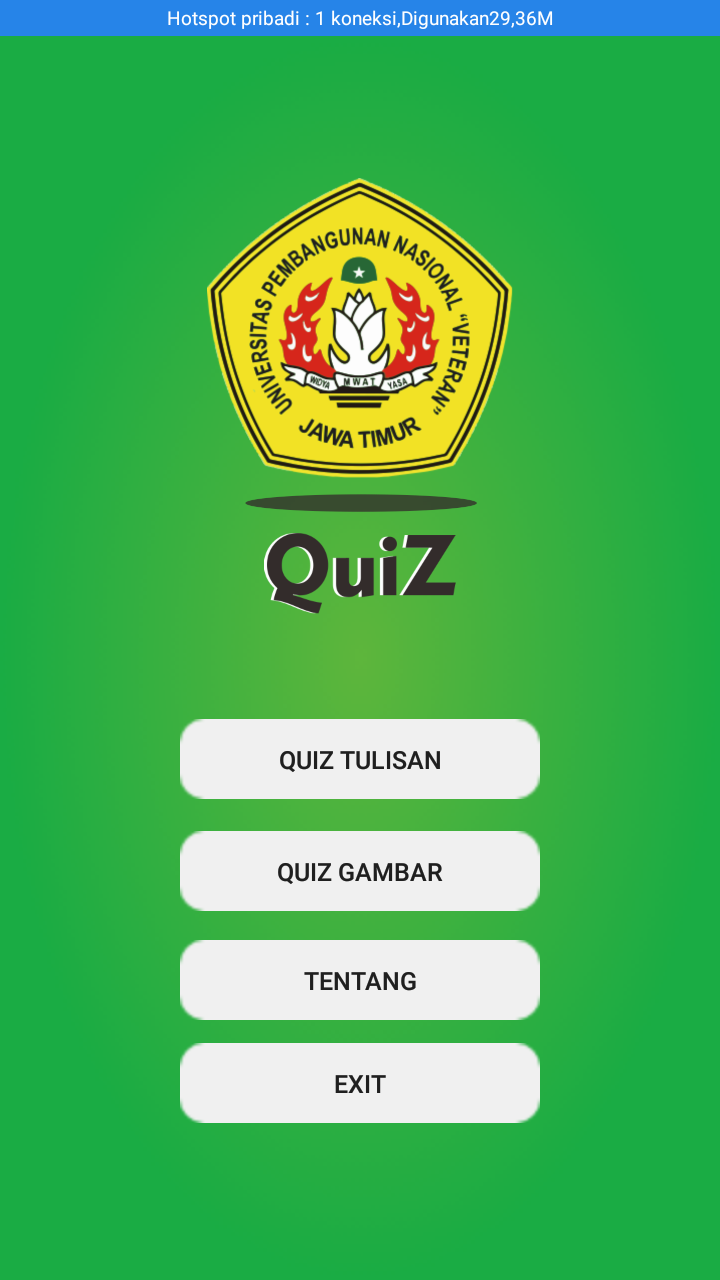 Hotspot pribadi : 1 koneksi,Digunakan29,36M
UNIVERSITAS PEMBANGUNAN NASIONAL “VETERAN”
WIDYA MWAT YASA
JAWA TIMUR
QuiZ
QUIZ TULISAN
QUIZ GAMBAR
TENTANG
EXIT